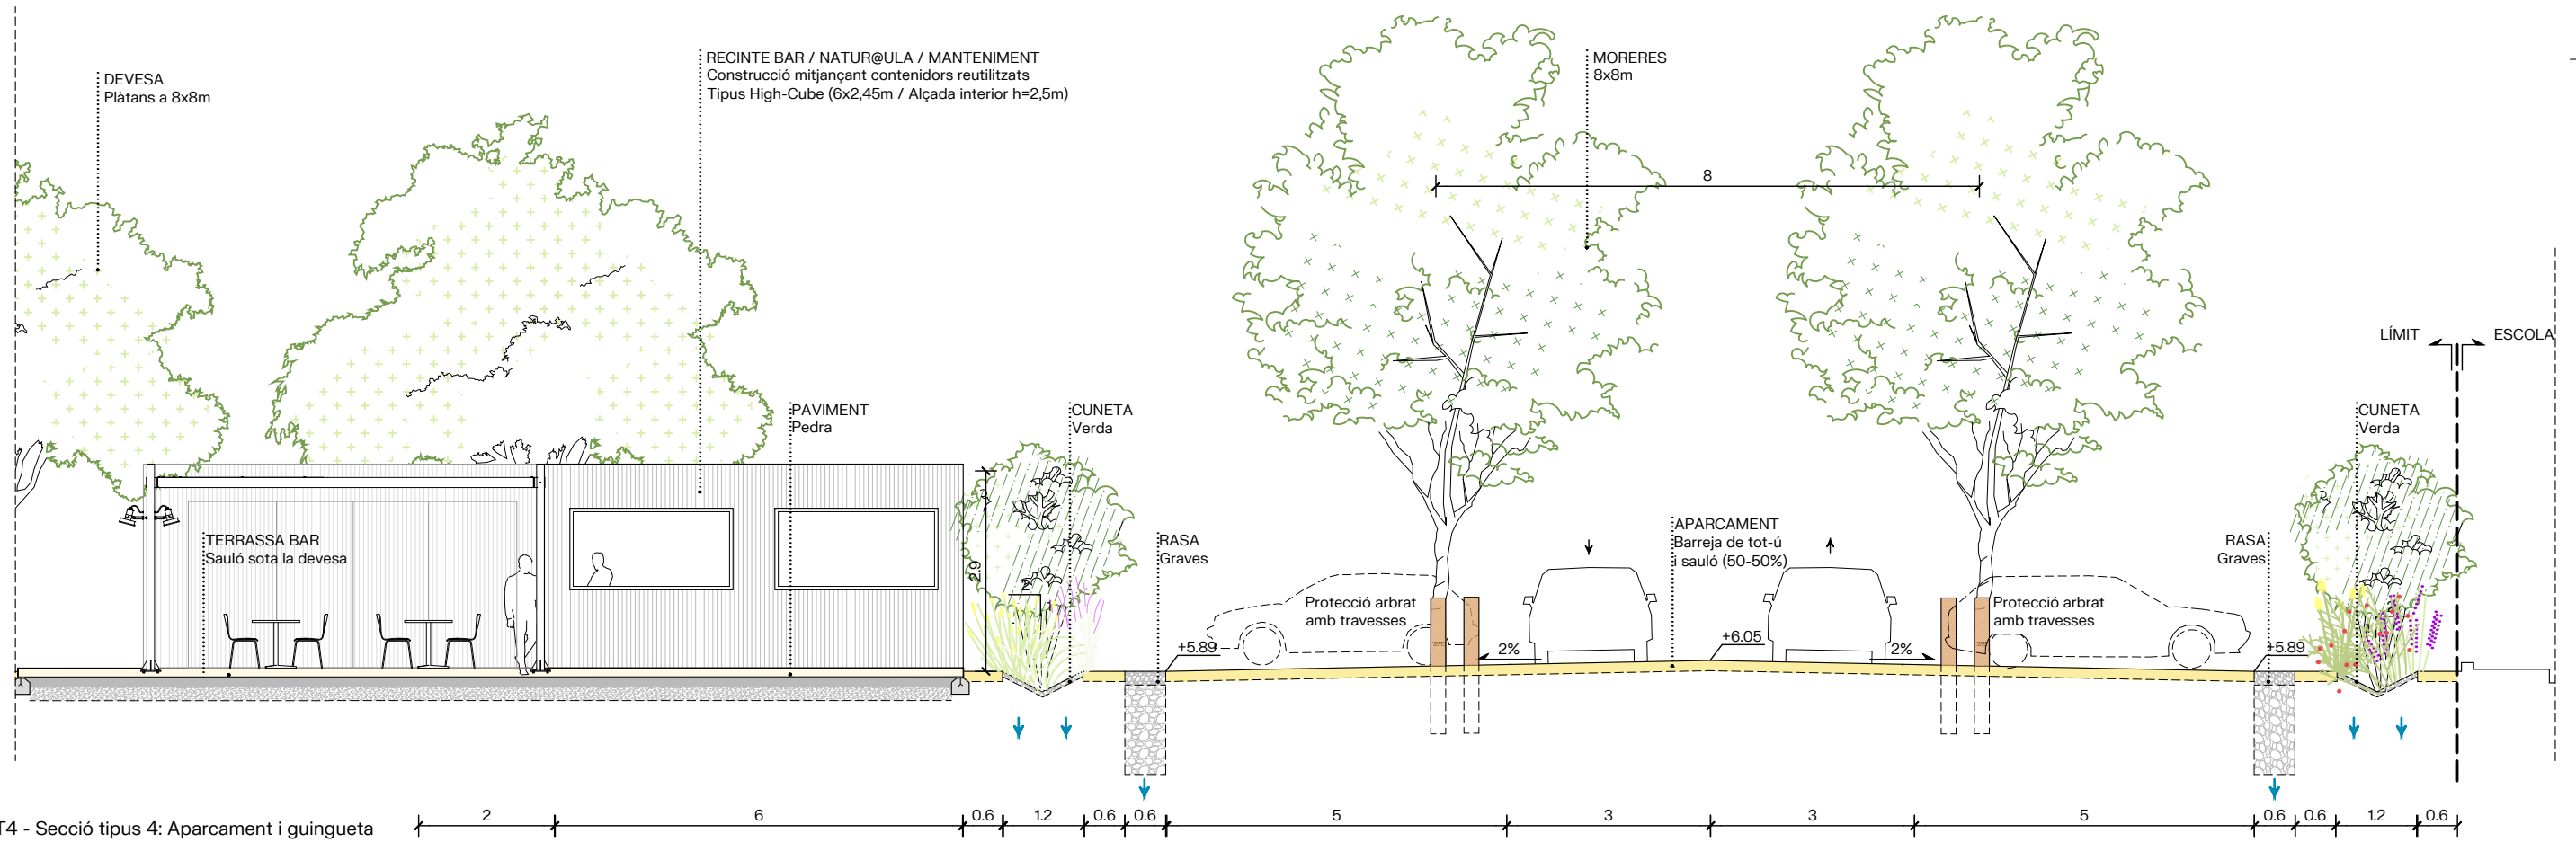 DEVESA
Plàtans a 8x8m
RECINTE BAR / NATUR@ULA / MANTENIMENT
Construcció mitjançant contenidors reutilitzats
Tipus High-Cube (6x2,45m / Alçada interior h=2,5m)
MORERES
8x8m
8
LÍMIT
ESCOLA
PAVIMENT
Pedra
CUNETA
Verda
CUNETA
Verda
TERRASSA BAR
Sauló sota la devesa
2.9
2
1
RASA
Graves
APARCAMENT
Barreja de tot-ú
i sauló (50-50%)
RASA
Graves
Protecció arbrat
amb travesses
Protecció arbrat
amb travesses
+5.89
2%
+6.05
2%
+5.89
T4 - Secció tipus 4: Aparcament i guingueta
2
6
0.6
1.2
0.6
0.6
5
3
3
5
0.6
0.6
1.2
0.6